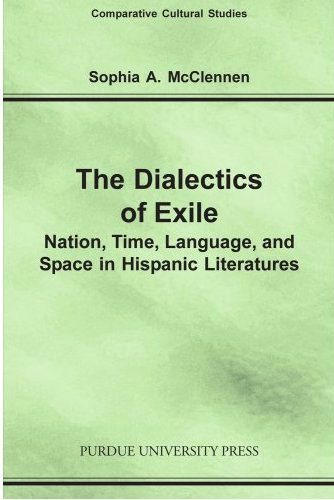 Comparative Cultural Studies
Sophia A. McClennen
The Dialectics
of Exile
Nation, Time, Language, and
Space in Hispanic Literatures
PURDUE UNIVERSITY PRESS